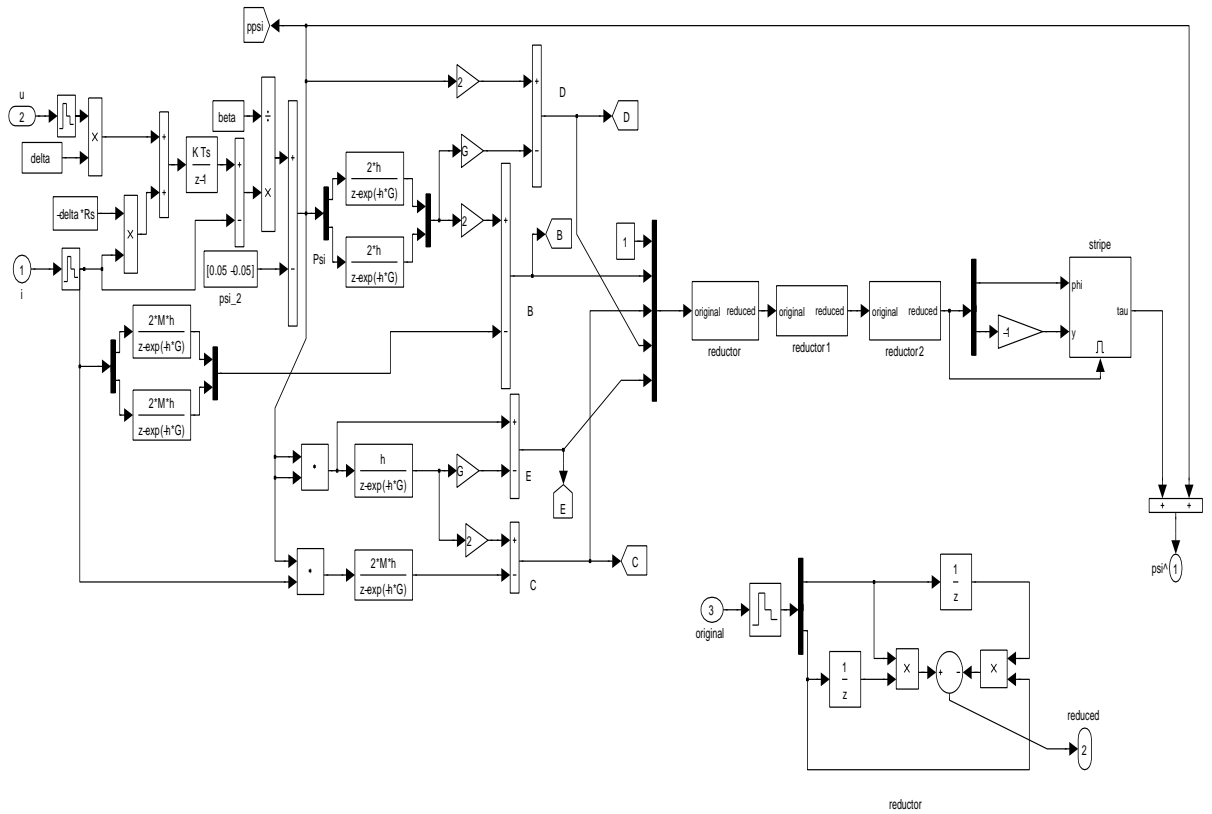 ppsi
u
2
delta
X
-delta *Rs
X
1
i
+
+
K Ts
z-1
beta
÷
X
+
-
[0.05 -0.05]
psi_2
+
-
Psi
2*h
z-exp(-h*G)
2*h
z-exp(-h*G)
2
G
2
+
-
D
D
+
-
B
B
2*M*h
z-exp(-h*G)
2*M*h
z-exp(-h*G)
h
z-exp(-h*G)
G
2
+
-
E
E
2*M*h
z-exp(-h*G)
+
-
C
C
1
original reduced
reductor
original reduced
reductor1
original reduced
reductor2
-1
stripe
phi
y
tau
+ +
psi^
1
3
original
1
z
1
z
X
+ -
X
reduced
2
reductor